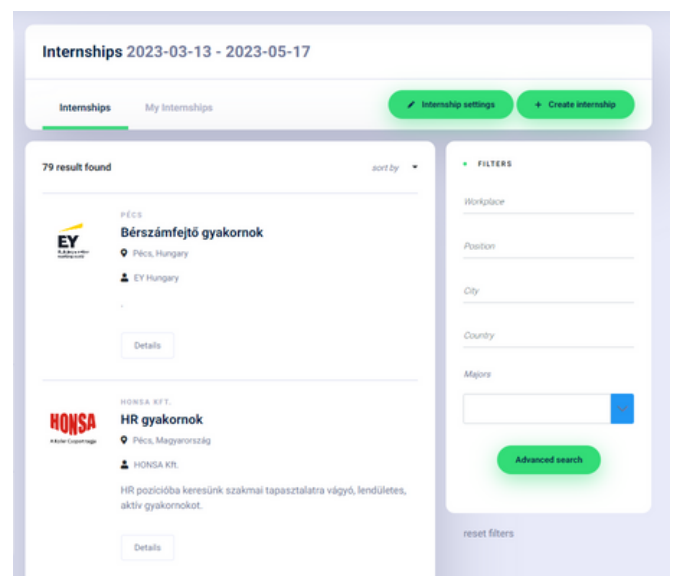 Internships 2023-03-13 - 2023-05-17
Internships
My Internships
Internship settings
+ Create internship
79 result found
sort by
PÉCS
Bérszámfejtő gyakornok
Pécs, Hungary
EY Hungary
.
Details
EY
HONSA KFT.
HR gyakornok
Pécs, Magyarország
HONSA Kft.
HR pozícióba keresünk szakmai tapasztalatra vágyó, lendületes,
aktív gyakornokot.
Details
HONSA
+ FILTERS
Workplace
Position
City
Country
Majors
Advanced search
reset filters